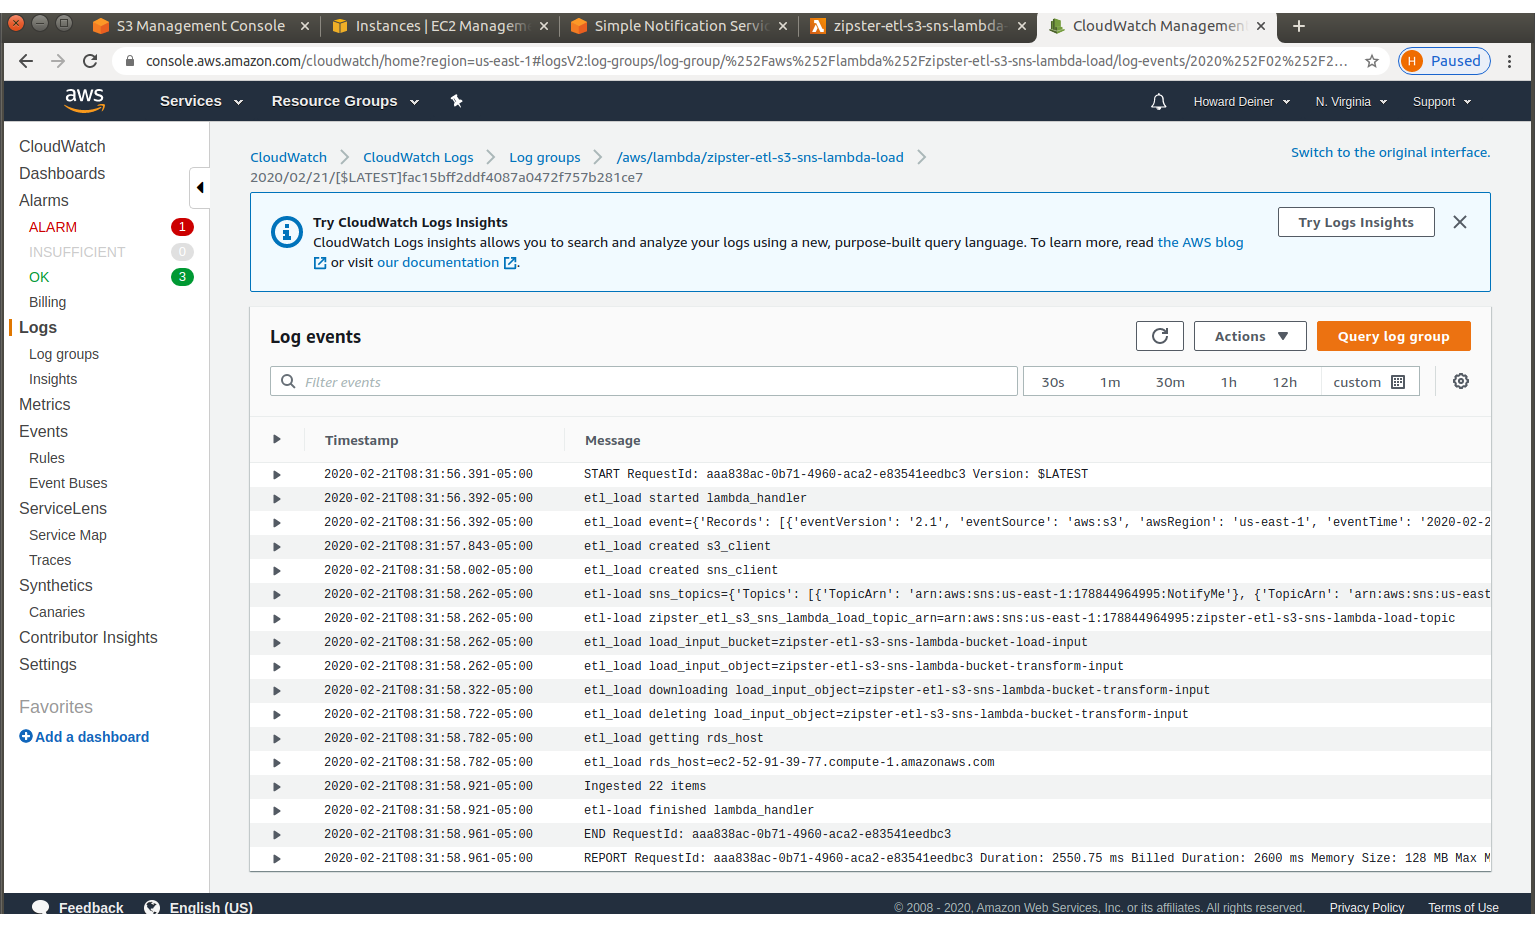 S3 Management Console
Instances | EC2 Managem
Simple Notification Servic
zipster-etl-s3-sns-lambda-
CloudWatch Management
console.aws.amazon.com/cloudwatch/home?region=us-east-1#logsV2:log-groups/log-group/%252Faws%252Flambda%252Fzipster-etl-s3-sns-lambda-load/log-events/2020%252F02%252F2...
H Paused
aws
Services
Resource Groups
Howard Deiner
N. Virginia
Support
CloudWatch
Dashboards
Alarms
ALARM 1
INSUFFICIENT 0
OK 3
Billing
Logs
Log groups
Insights
Metrics
Events
Rules
Event Buses
ServiceLens
Service Map
Traces
Synthetics
Canaries
Contributor Insights
Settings
Favorites
Add a dashboard
CloudWatch
CloudWatch Logs
Log groups
/aws/lambda/zipster-etl-s3-sns-lambda-load
2020/02/21/[$LATEST]fac15bff2ddf4087a0472f757b281ce7
Switch to the original interface.
Try CloudWatch Logs Insights
CloudWatch Logs insights allows you to search and analyze your logs using a new, purpose-built query language. To learn more, read the AWS blog
or visit our documentation.
Try Logs Insights
Log events
Actions
Query log group
Filter events
30s 1m 30m 1h 12h custom
Timestamp Message
2020-02-21T08:31:56.391-05:00 START RequestId: aaa838ac-0b71-4960-aca2-e83541eedbc3 Version: $LATEST
2020-02-21T08:31:56.392-05:00 etl_load started lambda_handler
2020-02-21T08:31:56.392-05:00 etl_load event={'Records': [{'eventVersion': '2.1', 'eventSource': 'aws:s3', 'awsRegion': 'us-east-1', 'eventTime': '2020-02-2
2020-02-21T08:31:57.843-05:00 etl_load created s3_client
2020-02-21T08:31:58.002-05:00 etl_load created sns_client
2020-02-21T08:31:58.262-05:00 etl-load sns_topics={'Topics': [{'TopicArn': 'arn:aws:sns:us-east-1:178844964995:NotifyMe'}, {'TopicArn': 'arn:aws:sns:us-east
2020-02-21T08:31:58.262-05:00 etl-load zipster_etl_s3_sns_lambda_load_topic_arn=arn:aws:sns:us-east-1:178844964995:zipster-etl-s3-sns-lambda-load-topic
2020-02-21T08:31:58.262-05:00 etl_load load_input_bucket=zipster-etl-s3-sns-lambda-bucket-load-input
2020-02-21T08:31:58.262-05:00 etl_load load_input_object=zipster-etl-s3-sns-lambda-bucket-transform-input
2020-02-21T08:31:58.322-05:00 etl_load downloading load_input_object=zipster-etl-s3-sns-lambda-bucket-transform-input
2020-02-21T08:31:58.722-05:00 etl_load deleting load_input_object=zipster-etl-s3-sns-lambda-bucket-transform-input
2020-02-21T08:31:58.782-05:00 etl_load getting rds_host
2020-02-21T08:31:58.782-05:00 etl_load rds_host=ec2-52-91-39-77.compute-1.amazonaws.com
2020-02-21T08:31:58.921-05:00 Ingested 22 items
2020-02-21T08:31:58.921-05:00 etl-load finished lambda_handler
2020-02-21T08:31:58.961-05:00 END RequestId: aaa838ac-0b71-4960-aca2-e83541eedbc3
2020-02-21T08:31:58.961-05:00 REPORT RequestId: aaa838ac-0b71-4960-aca2-e83541eedbc3 Duration: 2550.75 ms Billed Duration: 2600 ms Memory Size: 128 MB Max M
Feedback
English (US)
© 2008 - 2020, Amazon Web Services, Inc. or its affiliates. All rights reserved.
Privacy Policy
Terms of Use